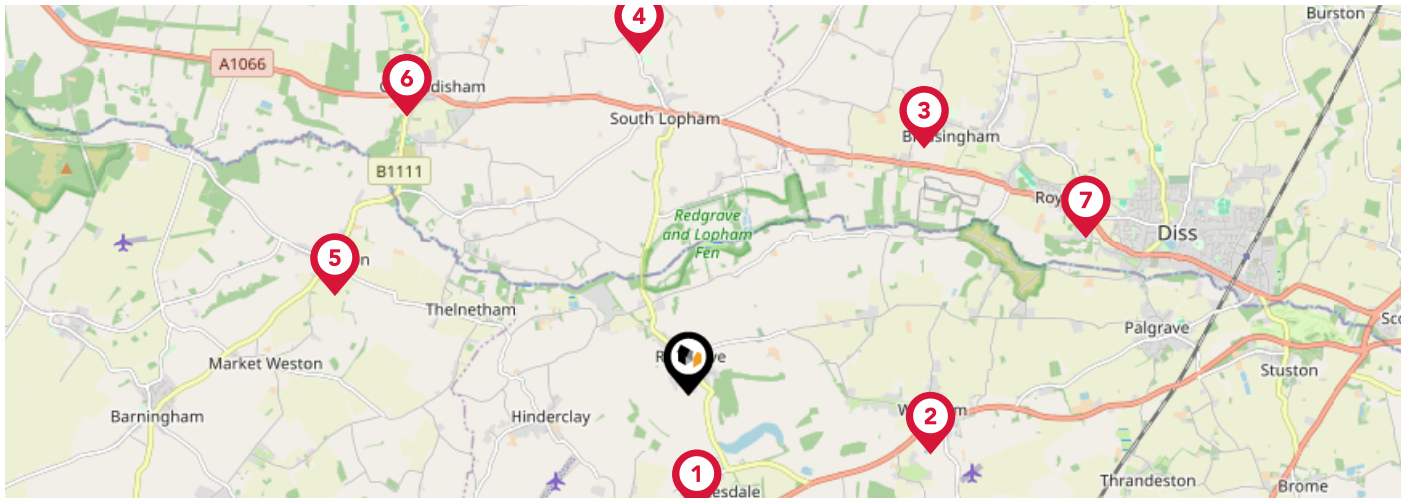 Burston
4
A1066
6
3
South Lopham
B1111
7
Redgrave
and Lopham
Fen
Diss
5
Thelnetham
Palgrave
Market Weston
Stuston
Barningham
Hinderclay
2
1
Thrandeston
Brome